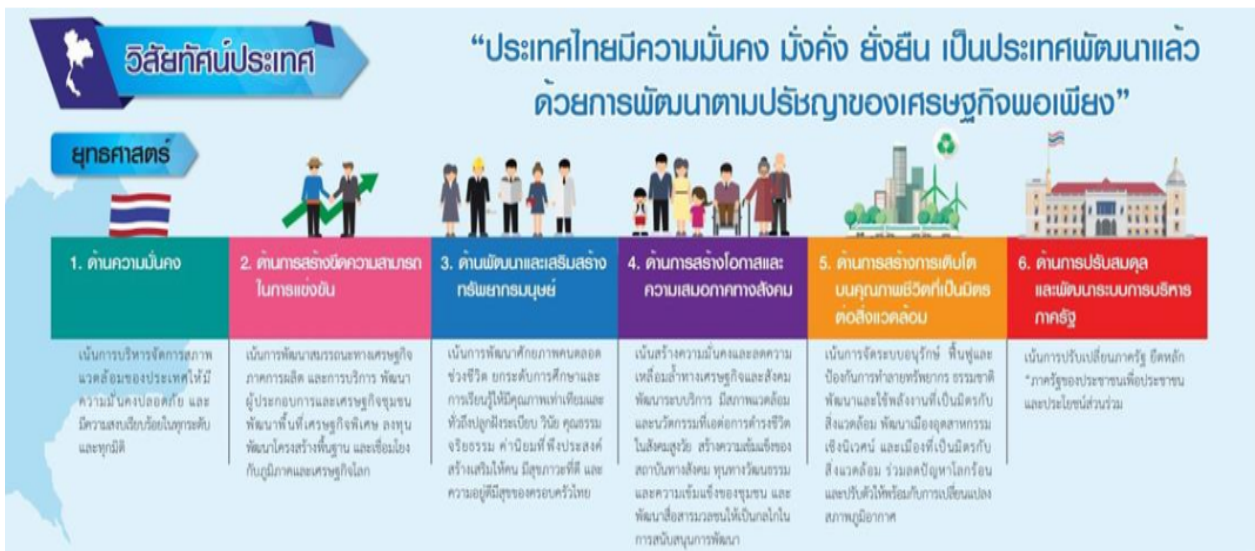 วิสัยทัศน์ประเทศ
“ประเทศไทยมีความมั่นคง มั่งคั่ง ยั่งยืน เป็นประเทศพัฒนาแล้ว
ด้วยการพัฒนาตามปรัชญาของเศรษฐกิจพอเพียง”
ยุทธศาสตร์
1. ด้านความมั่นคง
เน้นการบริหารจัดการสภาพ
แวดล้อมของประเทศให้มี
ความมั่นคงปลอดภัย และ
มีความสงบเรียบร้อยในทุกระดับ
และทุกมิติ
2. ด้านการสร้างขีดความสามารถ
ในการแข่งขัน
เน้นการพัฒนาสมรรถนะทางเศรษฐกิจ
ภาคการผลิต และการบริการ พัฒนา
ผู้ประกอบการและเศรษฐกิจชุมชน
พัฒนาพื้นที่เศรษฐกิจพิเศษ ลงทุน
พัฒนาโครงสร้างพื้นฐาน และเชื่อมโยง
กับภูมิภาคและเศรษฐกิจโลก
3. ด้านพัฒนาและเสริมสร้าง
ทรัพยากรมนุษย์
เน้นการพัฒนาศักยภาพคนตลอด
ช่วงชีวิต ยกระดับการศึกษาและ
การเรียนรู้ให้มีคุณภาพเท่าเทียมและ
ทั่วถึงปลูกฝังระเบียบ วินัย คุณธรรม
จริยธรรม ค่านิยมที่พึงประสงค์
สร้างเสริมให้คน มีสุขภาวะที่ดี และ
ความอยู่ดีมีสุขของครอบครัวไทย
4. ด้านการสร้างโอกาสและ
ความเสมอภาคทางสังคม
เน้นสร้างความมั่นคงและลดความ
เหลื่อมล้ำทางเศรษฐกิจและสังคม
พัฒนาระบบบริการ มีสภาพแวดล้อม
และนวัตกรรมที่เอื้อต่อการดำรงชีวิต
ในสังคมสูงวัย สร้างความเข้มแข็งของ
สถาบันทางสังคม ทุนทางวัฒนธรรม
และความเข้มแข็งของชุมชน และ
พัฒนาสื่อสารมวลชนให้เป็นกลไกใน
การสนับสนุนการพัฒนา
5. ด้านการสร้างการเติบโต
บนคุณภาพชีวิตที่เป็นมิตร
ต่อสิ่งแวดล้อม
เน้นการจัดระบบอนุรักษ์ ฟื้นฟูและ
ป้องกันการทำลายทรัพยากร ธรรมชาติ
พัฒนาและใช้พลังงานที่เป็นมิตรกับ
สิ่งแวดล้อม พัฒนาเมืองอุตสาหกรรม
เชิงนิเวศน์ และเมืองที่เป็นมิตรกับ
สิ่งแวดล้อม ร่วมลดปัญหาโลกร้อน
และปรับตัวให้พร้อมกับการเปลี่ยนแปลง
สภาพภูมิอากาศ
6. ด้านการปรับสมดุล
และพัฒนาระบบการบริหาร
ภาครัฐ
เน้นการปรับเปลี่ยนภาครัฐ ยึดหลัก
“ภาครัฐของประชาชนเพื่อประชาชน
และประโยชน์ส่วนร่วม